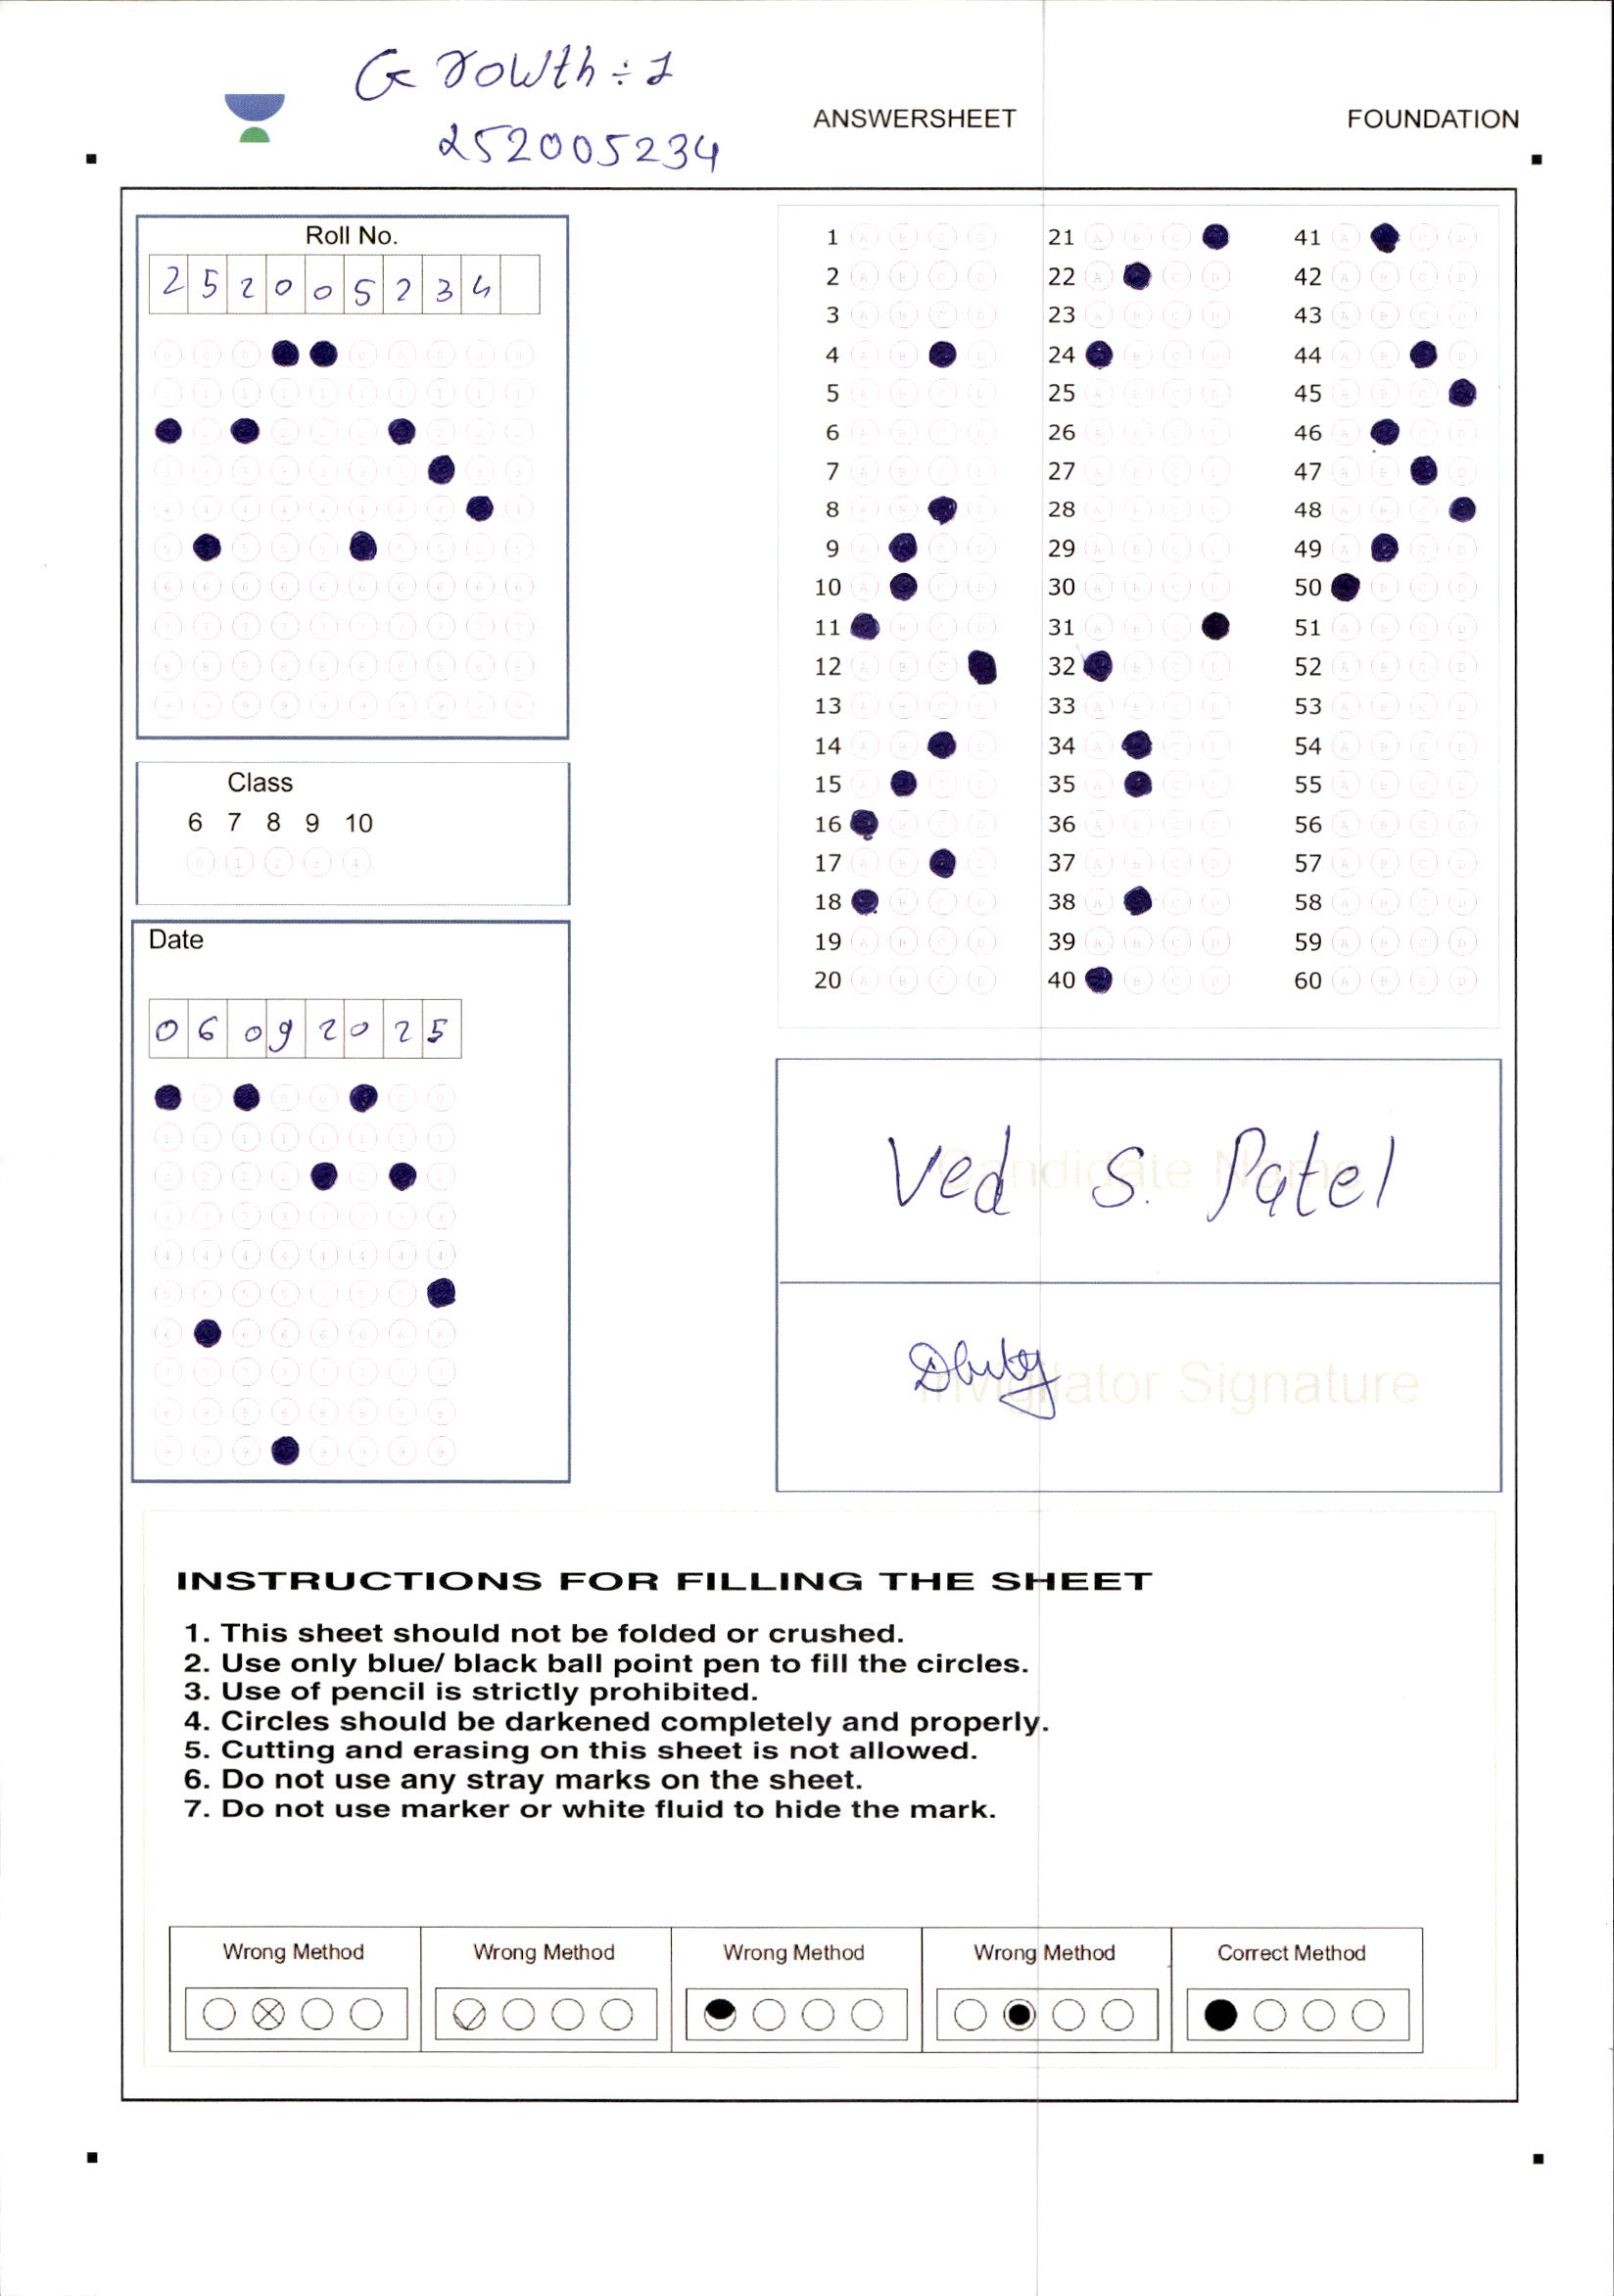 Growth ÷ 1
252005234
ANSWERSHEET
FOUNDATION
Roll No.
2 5 2 0 0 5 2 3 4
Class
6 7 8 9 10
Date
0 6 0 9 2 0 2 5
1 21 41
2 22 42
3 23 43
4 24 44
5 25 45
6 26 46
7 27 47
8 28 48
9 29 49
10 30 50
11 31 51
12 32 52
13 33 53
14 34 54
15 35 55
16 36 56
17 37 57
18 38 58
19 39 59
20 40 60
Candidate Name
Ved S. Patel
Invigilator Signature
INSTRUCTIONS FOR FILLING THE SHEET
1. This sheet should not be folded or crushed.
2. Use only blue/ black ball point pen to fill the circles.
3. Use of pencil is strictly prohibited.
4. Circles should be darkened completely and properly.
5. Cutting and erasing on this sheet is not allowed.
6. Do not use any stray marks on the sheet.
7. Do not use marker or white fluid to hide the mark.
Wrong Method
Wrong Method
Wrong Method
Wrong Method
Correct Method